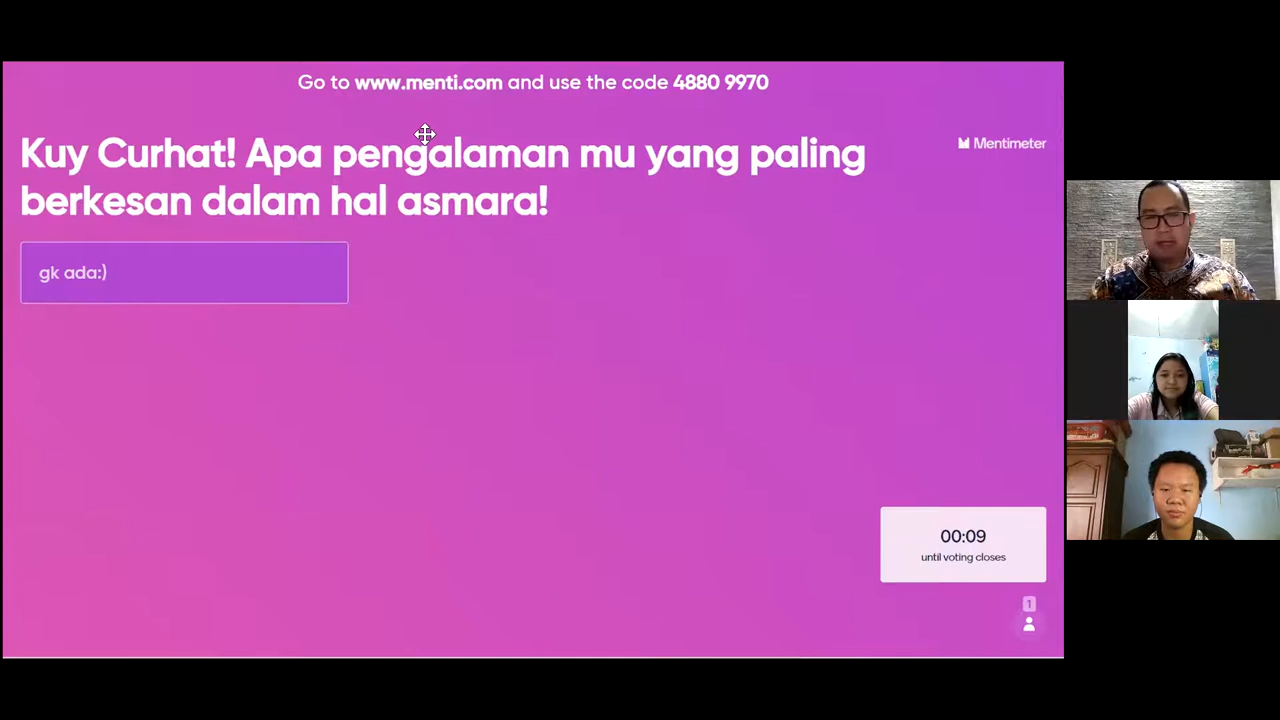 Go to www.menti.com and use the code 4880 9970
Kuy Curhat! Apa pengalaman mu yang paling
berkesan dalam hal asmara!
Mentimeter
gk ada:)
00:09
until voting closes
1